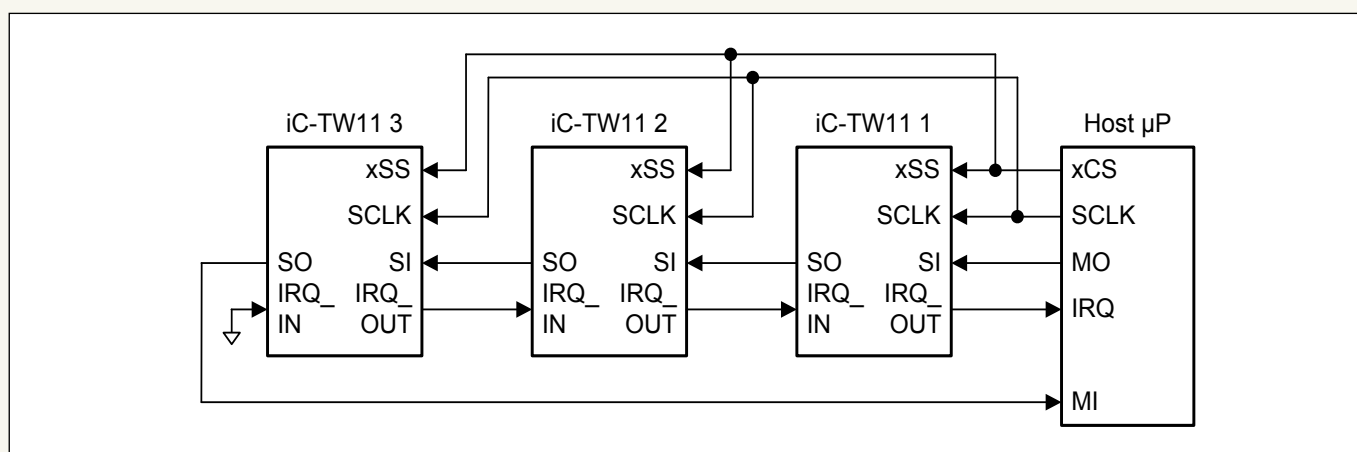 iC-TW11 3 iC-TW11 2 iC-TW11 1 Host µP
xSS xSS xSS xCS
SCLK SCLK SCLK SCLK
SO SI SO SI SO SI MO
IRQ_ IRQ_ IRQ_ IRQ_ IRQ_ IRQ_ IRQ
IN OUT IN OUT IN OUT
MI